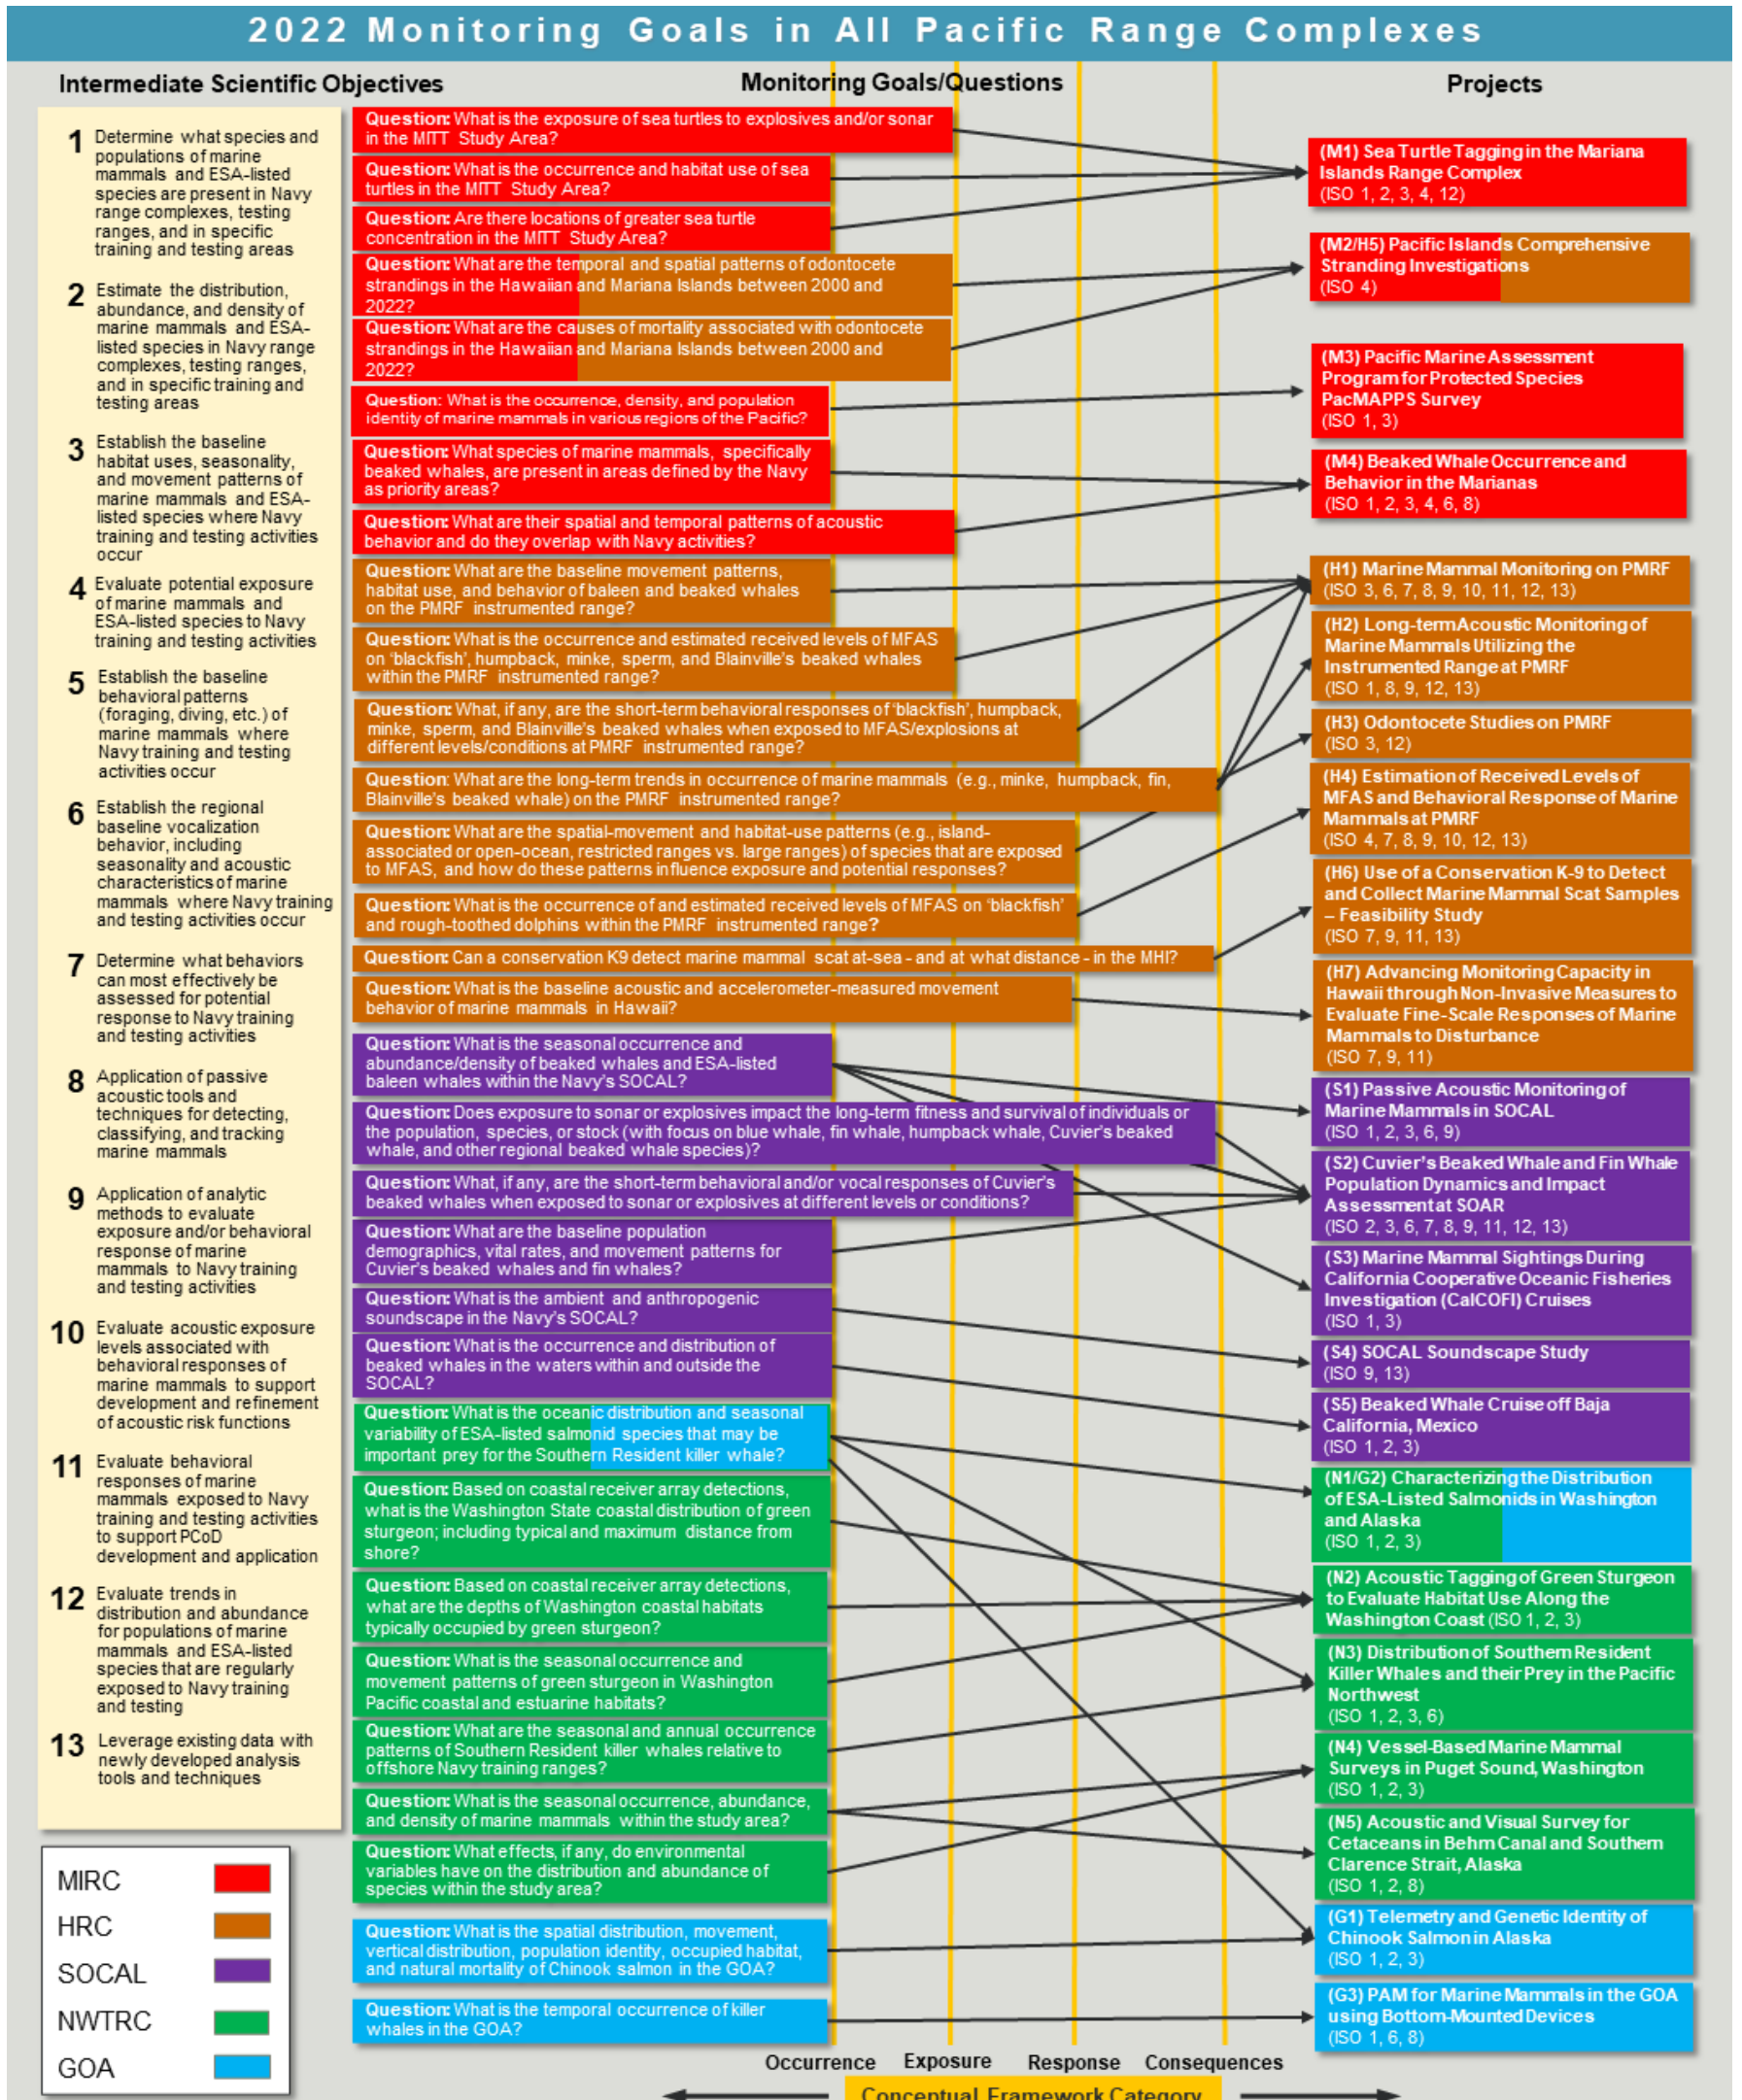 2022 Monitoring Goals in All Pacific Range Complexes
Intermediate Scientific Objectives
Monitoring Goals/Questions
Projects
1 Determine what species and
populations of marine
mammals and ESA-listed
species are present in Navy
range complexes, testing
ranges, and in specific
training and testing areas
2 Estimate the distribution,
abundance, and density of
marine mammals and ESA-
listed species in Navy range
complexes, testing ranges,
and in specific training and
testing areas
3 Establish the baseline
habitat uses, seasonality,
and movement patterns of
marine mammals and ESA-
listed species where Navy
training and testing activities
occur
4 Evaluate potential exposure
of marine mammals and
ESA-listed species to Navy
training and testing activities
5 Establish the baseline
behavioral patterns
(foraging, diving, etc.) of
marine mammals where
Navy training and testing
activities occur
6 Establish the regional
baseline vocalization
behavior, including
seasonality and acoustic
characteristics of marine
mammals where Navy training
and testing activities occur
7 Determine what behaviors
can most effectively be
assessed for potential
response to Navy training
and testing activities
8 Application of passive
acoustic tools and
techniques for detecting,
classifying, and tracking
marine mammals
9 Application of analytic
methods to evaluate
exposure and/or behavioral
response of marine
mammals to Navy training
and testing activities
10 Evaluate acoustic exposure
levels associated with
behavioral responses of
marine mammals to support
development and refinement
of acoustic risk functions
11 Evaluate behavioral
responses of marine
mammals exposed to Navy
training and testing activities
to support PCoD
development and application
12 Evaluate trends in
distribution and abundance
for populations of marine
mammals and ESA-listed
species that are regularly
exposed to Navy training
and testing
13 Leverage existing data with
newly developed analysis
tools and techniques
MIRC
HRC
SOCAL
NWTRC
GOA
Question: What is the exposure of sea turtles to explosives and/or sonar
in the MITT Study Area?
Question: What is the occurrence and habitat use of sea
turtles in the MITT Study Area?
Question: Are there locations of greater sea turtle
concentration in the MITT Study Area?
Question: What are the temporal and spatial patterns of odontocete
strandings in the Hawaiian and Mariana Islands between 2000 and
2022?
Question: What are the causes of mortality associated with odontocete
strandings in the Hawaiian and Mariana Islands between 2000 and
2022?
Question: What is the occurrence, density, and population
identity of marine mammals in various regions of the Pacific?
Question: What species of marine mammals, specifically
beaked whales, are present in areas defined by the Navy
as priority areas?
Question: What are their spatial and temporal patterns of acoustic
behavior and do they overlap with Navy activities?
Question: What are the baseline movement patterns,
habitat use, and behavior of baleen and beaked whales
on the PMRF instrumented range?
Question: What is the occurrence and estimated received levels of MFAS
on 'blackfish', humpback, minke, sperm, and Blainville's beaked whales
within the PMRF instrumented range?
Question: What, if any, are the short-term behavioral responses of 'blackfish', humpback,
minke, sperm, and Blainville's beaked whales when exposed to MFAS/explosions at
different levels/conditions at PMRF instrumented range?
Question: What are the long-term trends in occurrence of marine mammals (e.g., minke, humpback, fin,
Blainville's beaked whale) on the PMRF instrumented range?
Question: What are the spatial-movement and habitat-use patterns (e.g., island-
associated or open-ocean, restricted ranges vs. large ranges) of species that are exposed
to MFAS, and how do these patterns influence exposure and potential responses?
Question: What is the occurrence of and estimated received levels of MFAS on 'blackfish'
and rough-toothed dolphins within the PMRF instrumented range?
Question: Can a conservation K9 detect marine mammal scat at-sea - and at what distance - in the MHI?
Question: What is the baseline acoustic and accelerometer-measured movement
behavior of marine mammals in Hawaii?
Question: What is the seasonal occurrence and
abundance/density of beaked whales and ESA-listed
baleen whales within the Navy's SOCAL?
Question: Does exposure to sonar or explosives impact the long-term fitness and survival of individuals or
the population, species, or stock (with focus on blue whale, fin whale, humpback whale, Cuvier's beaked
whale, and other regional beaked whale species)?
Question: What, if any, are the short-term behavioral and/or vocal responses of Cuvier's
beaked whales when exposed to sonar or explosives at different levels or conditions?
Question: What are the baseline population
demographics, vital rates, and movement patterns for
Cuvier's beaked whales and fin whales?
Question: What is the ambient and anthropogenic
soundscape in the Navy's SOCAL?
Question: What is the occurrence and distribution of
beaked whales in the waters within and outside the
SOCAL?
Question: What is the oceanic distribution and seasonal
variability of ESA-listed salmonid species that may be
important prey for the Southern Resident killer whale?
Question: Based on coastal receiver array detections,
what is the Washington State coastal distribution of green
sturgeon; including typical and maximum distance from
shore?
Question: Based on coastal receiver array detections,
what are the depths of Washington coastal habitats
typically occupied by green sturgeon?
Question: What is the seasonal occurrence and
movement patterns of green sturgeon in Washington
Pacific coastal and estuarine habitats?
Question: What are the seasonal and annual occurrence
patterns of Southern Resident killer whales relative to
offshore Navy training ranges?
Question: What is the seasonal occurrence, abundance,
and density of marine mammals within the study area?
Question: What effects, if any, do environmental
variables have on the distribution and abundance of
species within the study area?
Question: What is the spatial distribution, movement,
vertical distribution, population identity, occupied habitat,
and natural mortality of Chinook salmon in the GOA?
Question: What is the temporal occurrence of killer
whales in the GOA?
(M1) Sea Turtle Tagging in the Mariana
Islands Range Complex
(ISO 1, 2, 3, 4, 12)
(M2/H5) Pacific Islands Comprehensive
Stranding Investigations
(ISO 4)
(M3) Pacific Marine Assessment
Program for Protected Species
PacMAPPS Survey
(ISO 1, 3)
(M4) Beaked Whale Occurrence and
Behavior in the Marianas
(ISO 1, 2, 3, 4, 6, 8)
(H1) Marine Mammal Monitoring on PMRF
(ISO 3, 6, 7, 8, 9, 10, 11, 12, 13)
(H2) Long-term Acoustic Monitoring of
Marine Mammals Utilizing the
Instrumented Range at PMRF
(ISO 1, 8, 9, 12, 13)
(H3) Odontocete Studies on PMRF
(ISO 3, 12)
(H4) Estimation of Received Levels of
MFAS and Behavioral Response of Marine
Mammals at PMRF
(ISO 4, 7, 8, 9, 10, 12, 13)
(H6) Use of a Conservation K-9 to Detect
and Collect Marine Mammal Scat Samples
– Feasibility Study
(ISO 7, 9, 11, 13)
(H7) Advancing Monitoring Capacity in
Hawaii through Non-Invasive Measures to
Evaluate Fine-Scale Responses of Marine
Mammals to Disturbance
(ISO 7, 9, 11)
(S1) Passive Acoustic Monitoring of
Marine Mammals in SOCAL
(ISO 1, 2, 3, 6, 9)
(S2) Cuvier's Beaked Whale and Fin Whale
Population Dynamics and Impact
Assessment at SOAR
(ISO 2, 3, 6, 7, 8, 9, 11, 12, 13)
(S3) Marine Mammal Sightings During
California Cooperative Oceanic Fisheries
Investigation (CalCOFI) Cruises
(ISO 1, 3)
(S4) SOCAL Soundscape Study
(ISO 9, 13)
(S5) Beaked Whale Cruise off Baja
California, Mexico
(ISO 1, 2, 3)
(N1/G2) Characterizing the Distribution
of ESA-Listed Salmonids in Washington
and Alaska
(ISO 1, 2, 3)
(N2) Acoustic Tagging of Green Sturgeon
to Evaluate Habitat Use Along the
Washington Coast (ISO 1, 2, 3)
(N3) Distribution of Southern Resident
Killer Whales and their Prey in the Pacific
Northwest
(ISO 1, 2, 3, 6)
(N4) Vessel-Based Marine Mammal
Surveys in Puget Sound, Washington
(ISO 1, 2, 3)
(N5) Acoustic and Visual Survey for
Cetaceans in Behm Canal and Southern
Clarence Strait, Alaska
(ISO 1, 2, 8)
(G1) Telemetry and Genetic Identity of
Chinook Salmon in Alaska
(ISO 1, 2, 3)
(G3) PAM for Marine Mammals in the GOA
using Bottom-Mounted Devices
(ISO 1, 6, 8)
Occurrence Exposure Response Consequences
Conceptual Framework Category